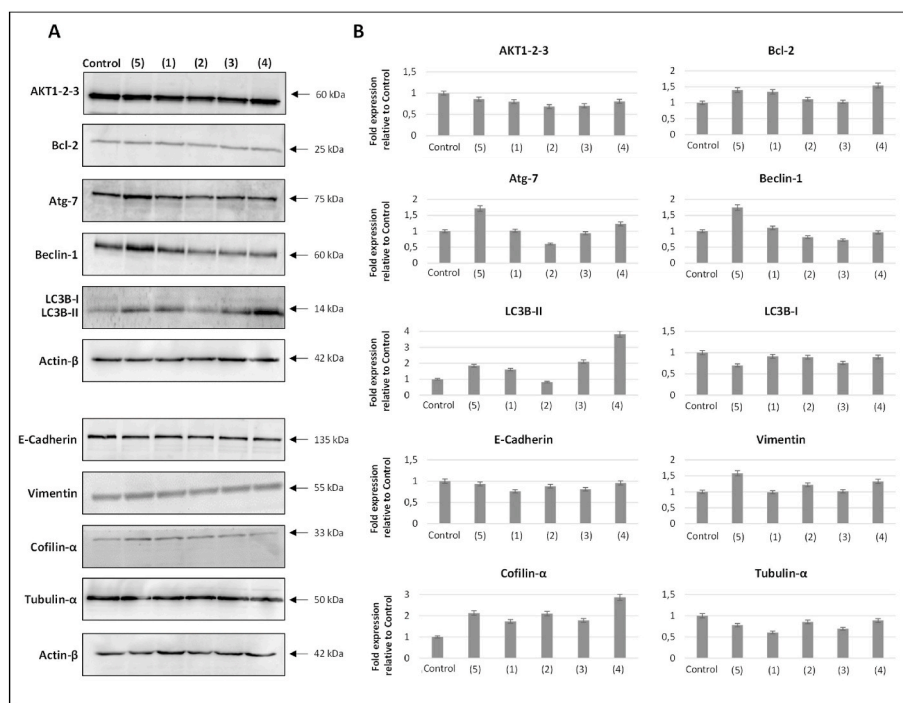 A
Control (5) (1) (2) (3) (4)
AKT1-2-3 60 kDa
Bcl-2 25 kDa
Atg-7 75 kDa
Beclin-1 60 kDa
LC3B-I
LC3B-II 14 kDa
Actin-β 42 kDa
E-Cadherin 135 kDa
Vimentin 55 kDa
Cofilin-α 33 kDa
Tubulin-α 50 kDa
Actin-β 42 kDa
B
AKT1-2-3
Fold expression
relative to Control
1,5
1
0,5
0
Control (5) (1) (2) (3) (4)
Bcl-2
2
1,5
1
0,5
0
Control (5) (1) (2) (3) (4)
Atg-7
Fold expression
relative to Control
2
1,5
1
0,5
0
Control (5) (1) (2) (3) (4)
Beclin-1
2
1,5
1
0,5
0
Control (5) (1) (2) (3) (4)
LC3B-II
Fold expression
relative to Control
4
3
2
1
0
Control (5) (1) (2) (3) (4)
LC3B-I
1,5
1
0,5
0
Control (5) (1) (2) (3) (4)
E-Cadherin
Fold expression
relative to Control
1,5
1
0,5
0
Control (5) (1) (2) (3) (4)
Vimentin
2
1,5
1
0,5
0
Control (5) (1) (2) (3) (4)
Cofilin-α
Fold expression
relative to Control
3
2
1
0
Control (5) (1) (2) (3) (4)
Tubulin-α
1,5
1
0,5
0
Control (5) (1) (2) (3) (4)